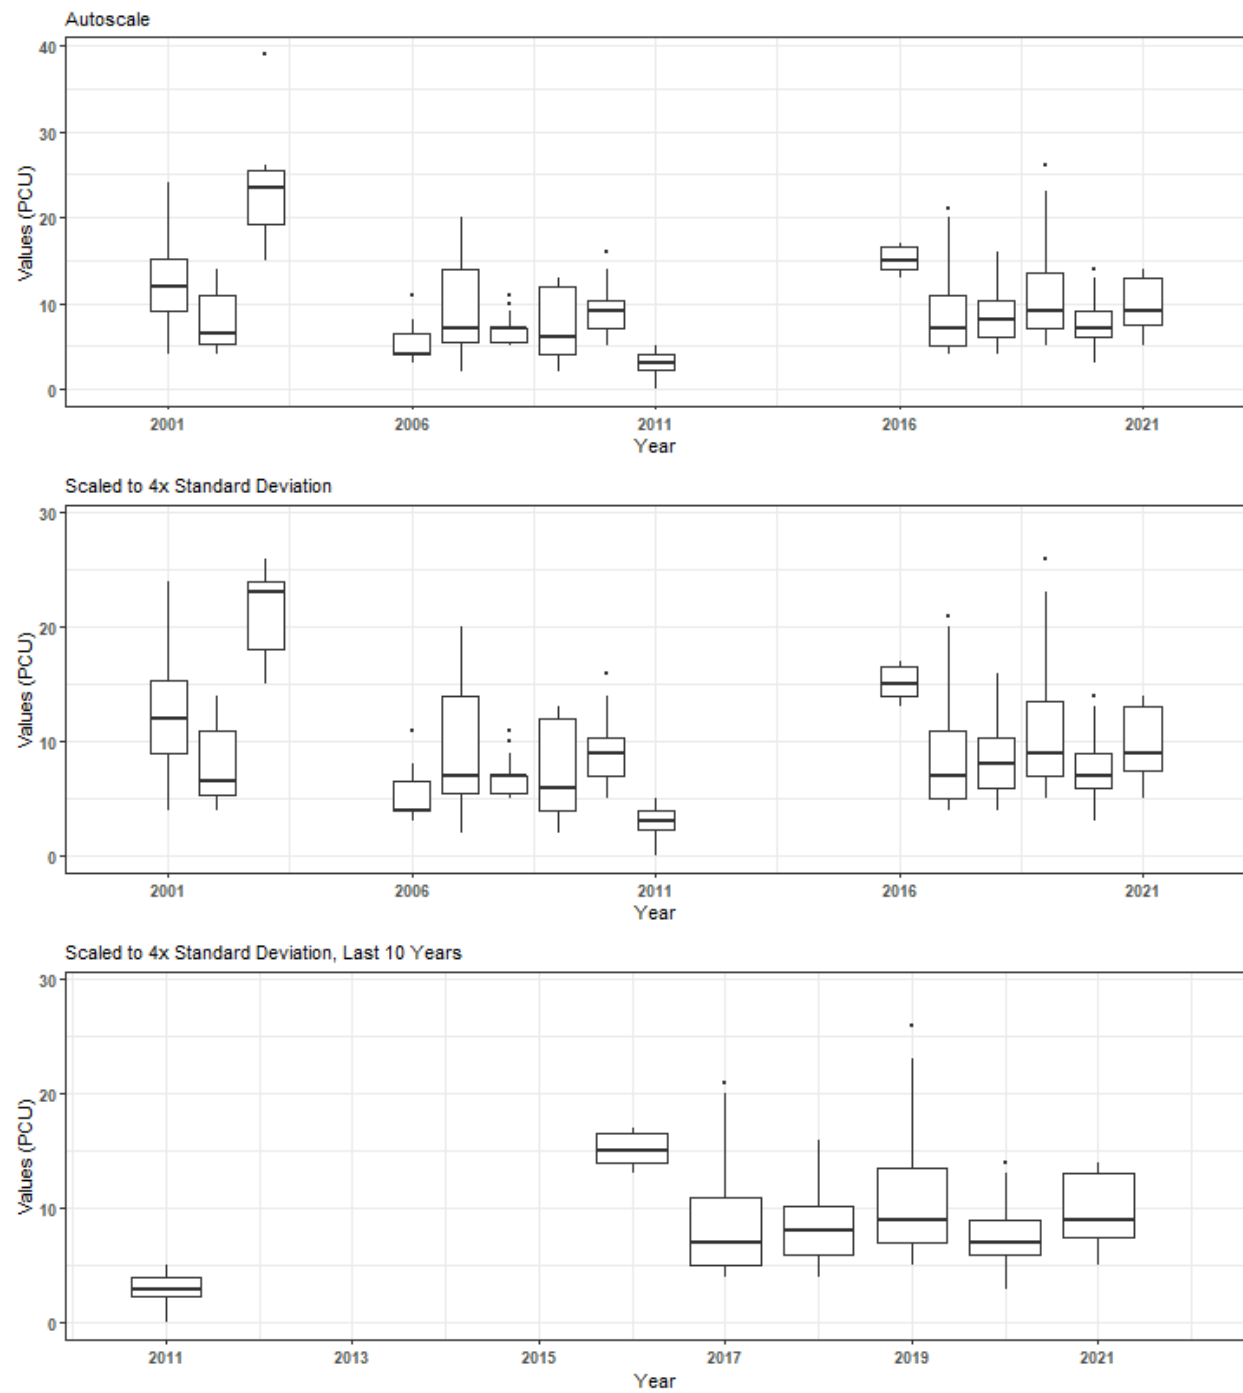 Autoscale
40
30
20
10
0
Values (PCU)
2001 2006 2011 2016 2021
Year
Scaled to 4x Standard Deviation
30
20
10
0
Values (PCU)
2001 2006 2011 2016 2021
Year
Scaled to 4x Standard Deviation, Last 10 Years
30
20
10
0
Values (PCU)
2011 2013 2015 2017 2019 2021
Year